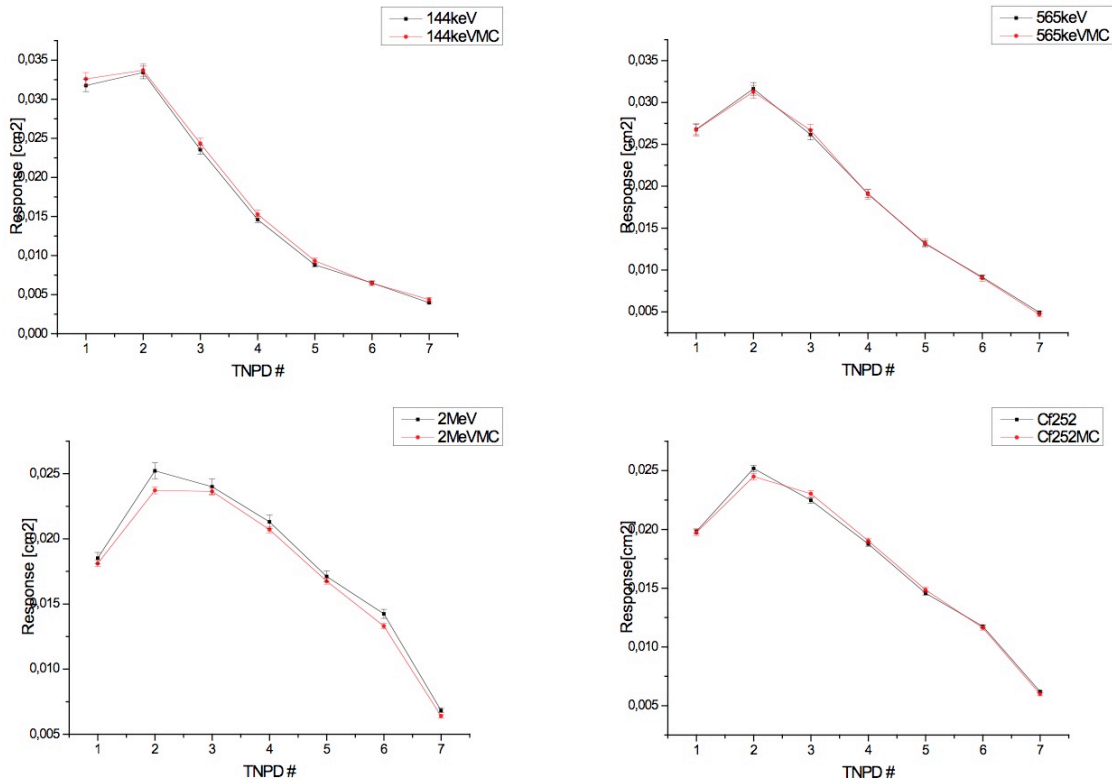 144keV
144keVMC
0,035
0,030
0,025
0,020
0,015
0,010
0,005
0,000
Response [cm2]
1 2 3 4 5 6 7
TNPD #
565keV
565keVMC
0,035
0,030
0,025
0,020
0,015
0,010
0,005
Response [cm2]
1 2 3 4 5 6 7
TNPD #
2MeV
2MeVMC
0,025
0,020
0,015
0,010
0,005
Response [cm2]
1 2 3 4 5 6 7
TNPD #
Cf252
Cf252MC
0,025
0,020
0,015
0,010
0,005
Response[cm2]
1 2 3 4 5 6 7
TNPD #